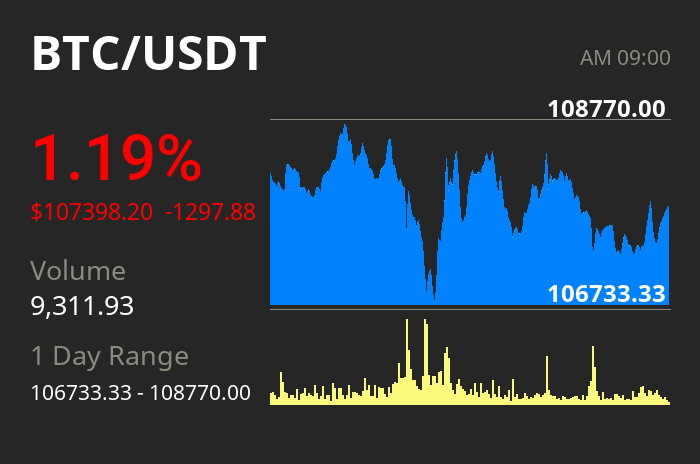 BTC/USDT
AM 09:00
108770.00
1.19%
$107398.20 -1297.88
Volume
9,311.93
106733.33
1 Day Range
106733.33 - 108770.00